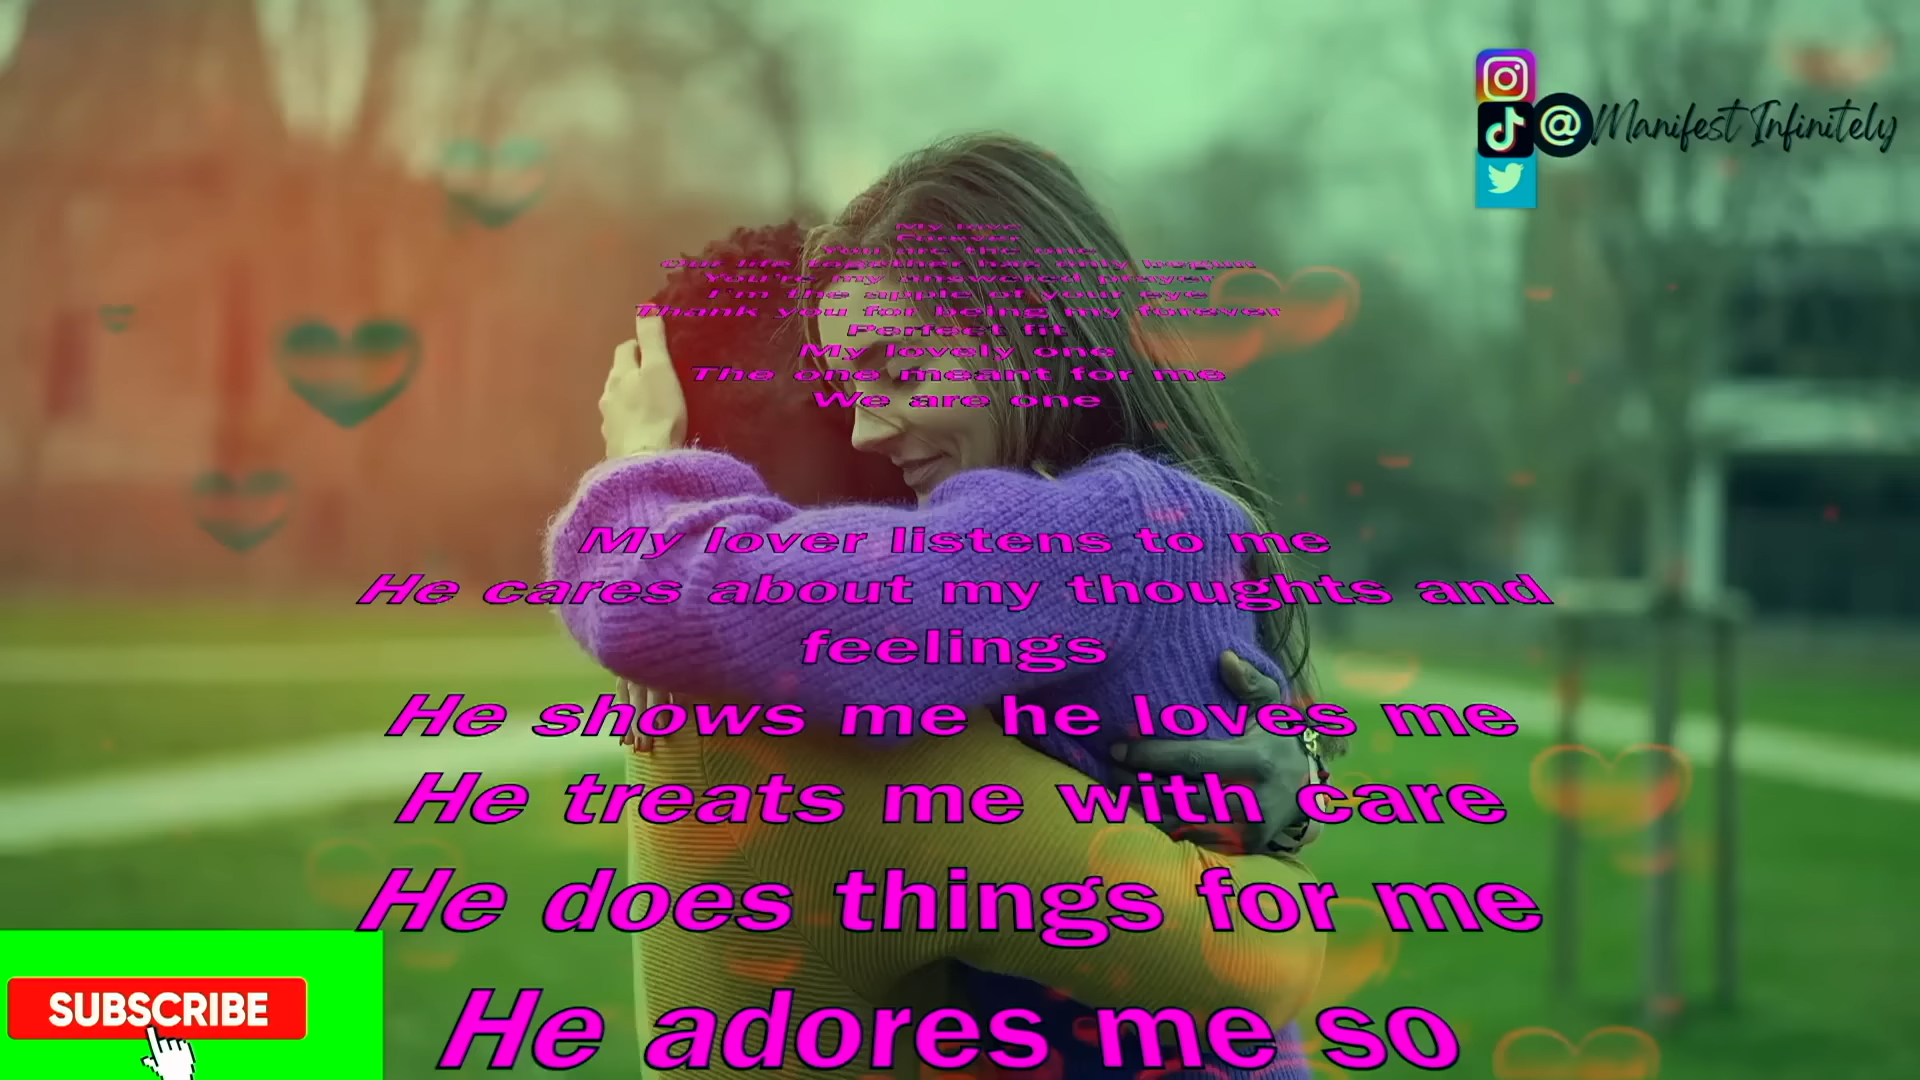 @Manifest Infinitely
My love
Forever
You are the one
Our life together has only begun
You're my answered prayer
I'm the apple of your eye
Thank you for being my forever
Perfect fit
My lovely one
The one meant for me
We are one
My lover listens to me
He cares about my thoughts and
feelings
He shows me he loves me
He treats me with care
He does things for me
He adores me so
SUBSCRIBE